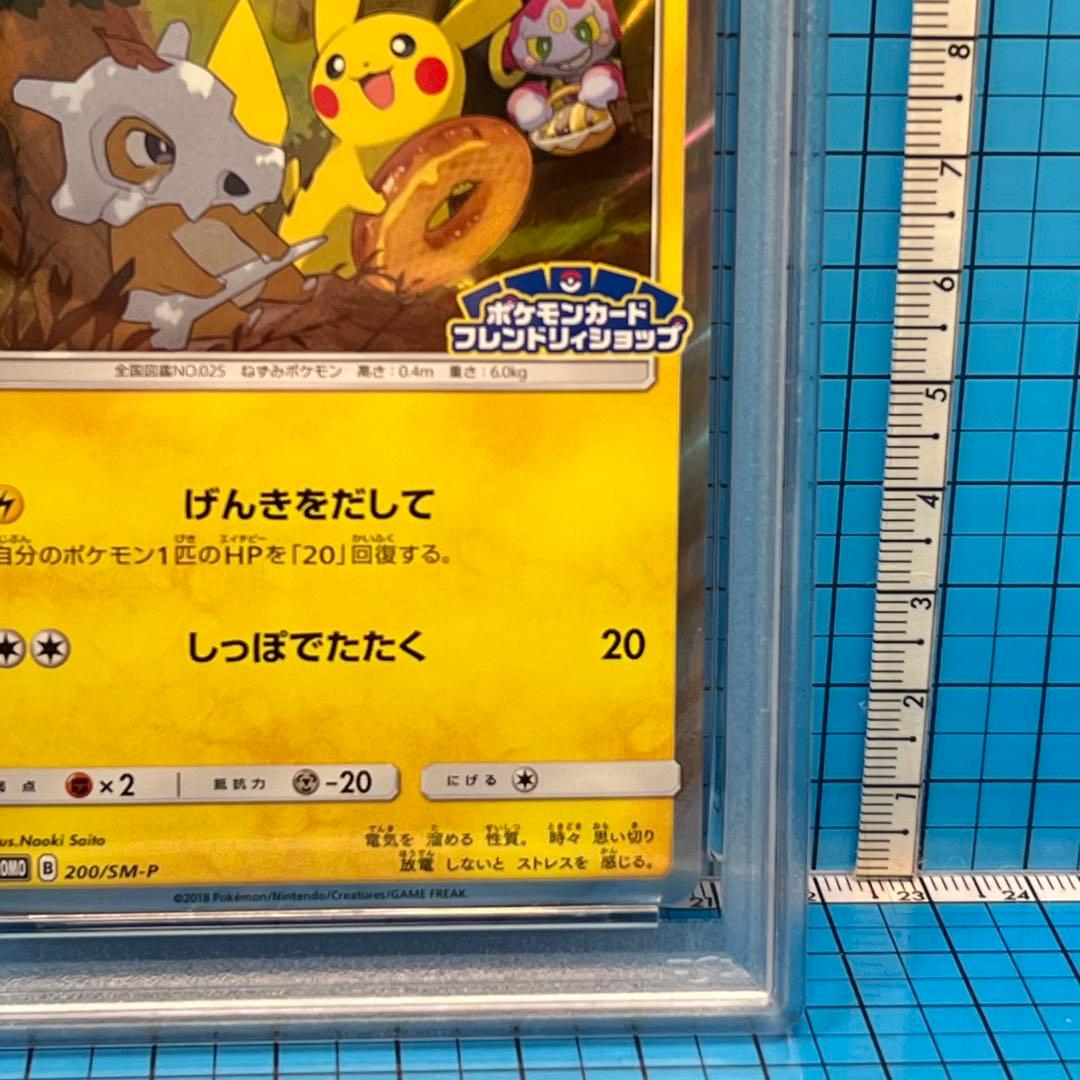 ポケモンカード
フレンドリィショップ
全国図鑑NO.025 ねずみポケモン 高さ:0.4m 重さ:6.0kg
げんきをだして
自分のポケモン1匹のHPを「20」回復する。
しっぽでたたく 20
弱点 ×2 抵抗力 -20 にげる
us.Naoki Saito
電気を 溜める 性質。 時々 思い切り
放電 しないと ストレスを 感じる。
OMO B 200/SM-P
©2018 Pokémon/Nintendo/Creatures/GAME FREAK.
8
7
6
5
4
3
2
1
21 2 23 24